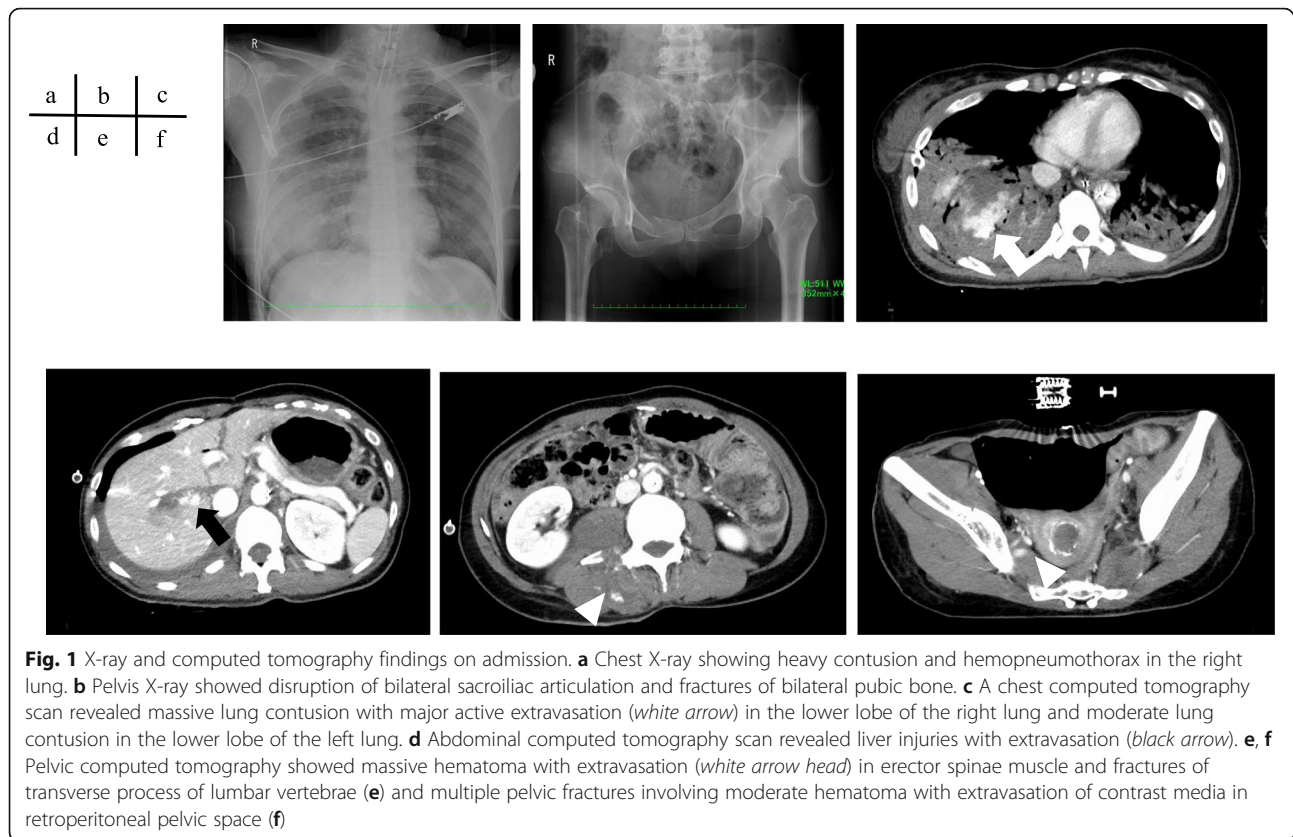 a b c
d e f
R
R
WL:511 WW
352mm×4
Fig. 1 X-ray and computed tomography findings on admission. a Chest X-ray showing heavy contusion and hemopneumothorax in the right
lung. b Pelvis X-ray showed disruption of bilateral sacroiliac articulation and fractures of bilateral pubic bone. c A chest computed tomography
scan revealed massive lung contusion with major active extravasation (white arrow) in the lower lobe of the right lung and moderate lung
contusion in the lower lobe of the left lung. d Abdominal computed tomography scan revealed liver injuries with extravasation (black arrow). e, f
Pelvic computed tomography showed massive hematoma with extravasation (white arrow head) in erector spinae muscle and fractures of
transverse process of lumbar vertebrae (e) and multiple pelvic fractures involving moderate hematoma with extravasation of contrast media in
retroperitoneal pelvic space (f)